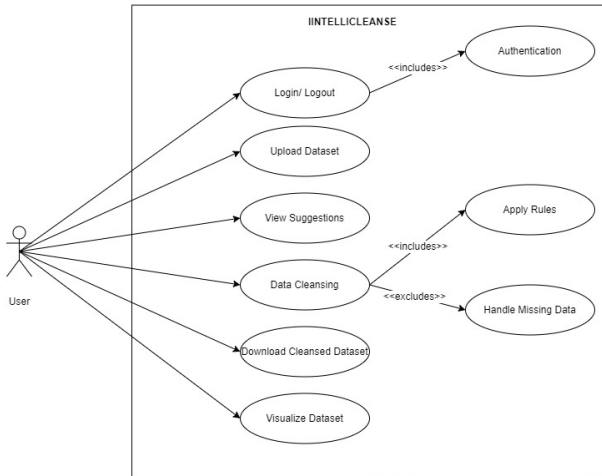 IINTELLICLEANSE
Authentication
<<includes>>
Login/ Logout
Upload Dataset
Apply Rules
View Suggestions
<<includes>>
Data Cleansing
<<excludes>>
Handle Missing Data
User
Download Cleansed Dataset
Visualize Dataset